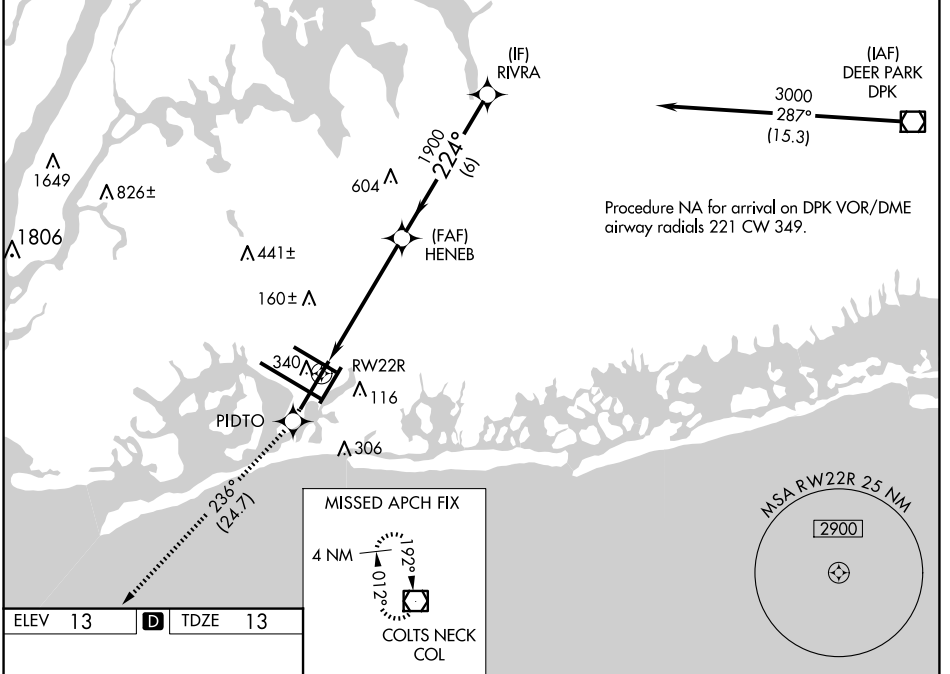 (IF)
RIVRA
(IAF)
DEER PARK
DPK
3000
287°
(15.3)
1900
224°
(6)
1649
826±
604
Procedure NA for arrival on DPK VOR/DME
airway radials 221 CW 349.
1806
441±
(FAF)
HENEB
160±
340
RW22R
116
PIDTO
306
236°
(24.7)
MISSED APCH FIX
4 NM
192°
012°
COLTS NECK
COL
MSA RW22R 25 NM
2900
ELEV 13
D
TDZE 13